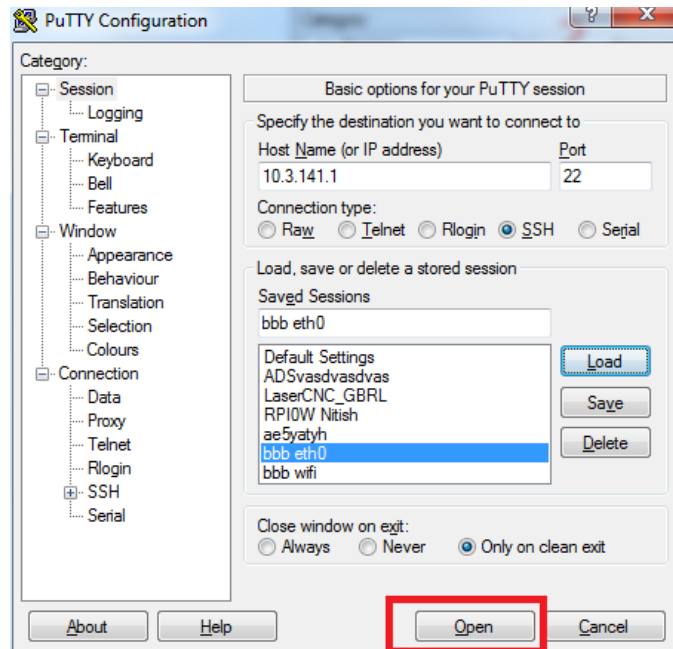 PuTTY Configuration
Category:
Session
Logging
Terminal
Keyboard
Bell
Features
Window
Appearance
Behaviour
Translation
Selection
Colours
Connection
Data
Proxy
Telnet
Rlogin
SSH
Serial
Basic options for your PuTTY session
Specify the destination you want to connect to
Host Name (or IP address) Port
10.3.141.1 22
Connection type:
Raw Telnet Rlogin SSH Serial
Load, save or delete a stored session
Saved Sessions
bbb eth0
Default Settings
ADSvasdvasdvas
LaserCNC_GBRL
RPI0W Nitish
ae5yatyh
bbb eth0
bbb wifi
Load
Save
Delete
Close window on exit:
Always Never Only on clean exit
About Help Open Cancel